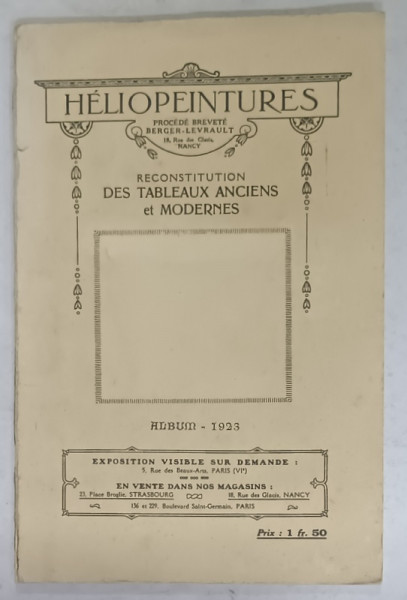 HÉLIOPEINTURES
PROCÉDÉ BREVETÉ
BERGER-LEVRAULT
18, Rue des Glacis,
NANCY
RECONSTITUTION
DES TABLEAUX ANCIENS
et MODERNES
ALBUM - 1923
EXPOSITION VISIBLE SUR DEMANDE :
5, Rue des Beaux-Arts, PARIS (VIᵉ)
EN VENTE DANS NOS MAGASINS :
23, Place Broglie, STRASBOURG 18, Rue des Glacis, NANCY
136 et 229, Boulevard Saint-Germain, PARIS
Prix : 1 fr. 50